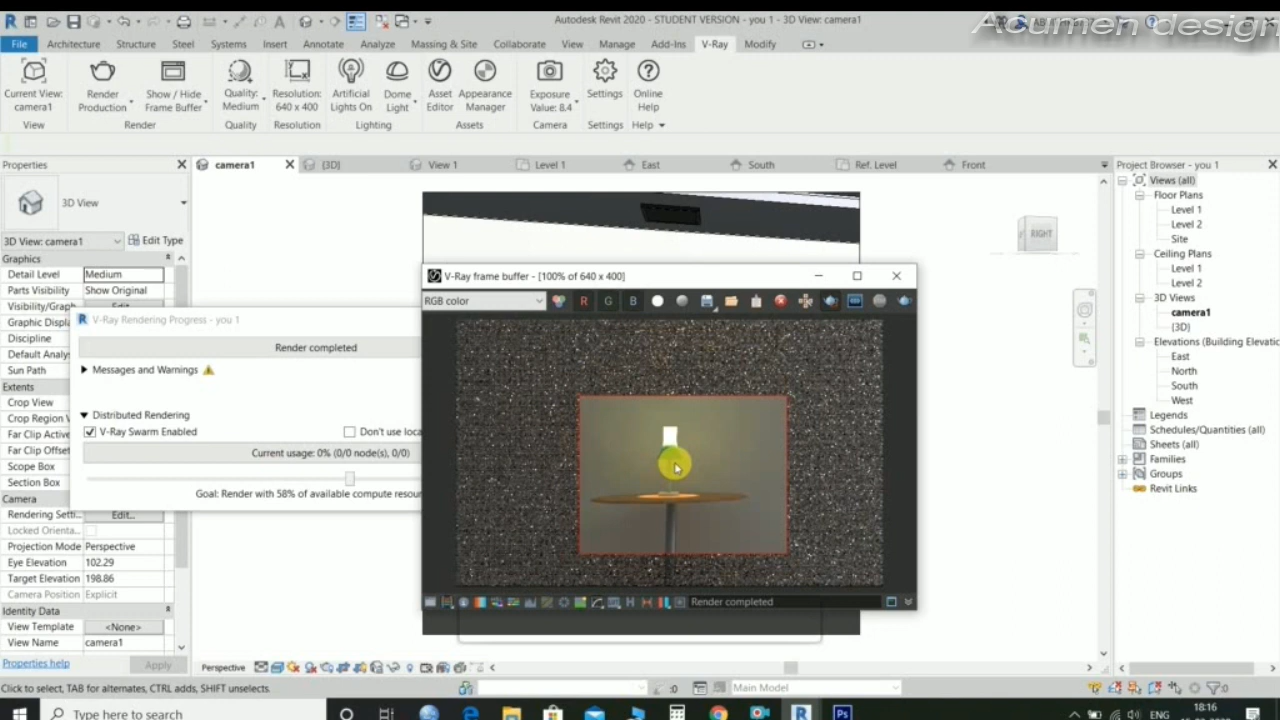 Autodesk Revit 2020 - STUDENT VERSION - you 1 - 3D View: camera1
Acumen design
File Architecture Structure Steel Systems Insert Annotate Analyze Massing & Site Collaborate View Manage Add-Ins V-Ray Modify
Current View: camera1
Render Production
Show / Hide Frame Buffer
Quality: Medium
Resolution: 640 x 400
Artificial Lights On
Dome Light
Asset Editor
Appearance Manager
Exposure Value: 8.4
Settings
Online Help
View Render Quality Resolution Lighting Assets Camera Settings Help
Properties
camera1 {3D} View 1 Level 1 East South Ref. Level Front
Project Browser - you 1
3D View
3D View: camera1 Edit Type
Graphics
Detail Level Medium
Parts Visibility Show Original
Visibility/Graph... Edit...
Graphic Displa
Discipline
Default Analys
Sun Path
Extents
Crop View
Crop Region V
Far Clip Active
Far Clip Offset
Scope Box
Section Box
Camera
Rendering Setti... Edit...
Locked Orienta...
Projection Mode Perspective
Eye Elevation 102.29
Target Elevation 198.86
Camera Position Explicit
Identity Data
View Template <None>
View Name camera1
Properties help Apply
V-Ray Rendering Progress - you 1
Render completed
Messages and Warnings
Distributed Rendering
V-Ray Swarm Enabled Don't use loca
Current usage: 0% (0/0 node(s), 0/0)
Goal: Render with 58% of available compute resour
V-Ray frame buffer - [100% of 640 x 400]
RGB color R G B
Render completed
RIGHT
Views (all)
Floor Plans
Level 1
Level 2
Site
Ceiling Plans
Level 1
Level 2
3D Views
camera1
{3D}
Elevations (Building Elevatio
East
North
South
West
Legends
Schedules/Quantities (all)
Sheets (all)
Families
Groups
Revit Links
Perspective
Click to select, TAB for alternates, CTRL adds, SHIFT unselects.
:0 Main Model :0
Type here to search
ENG 18:16